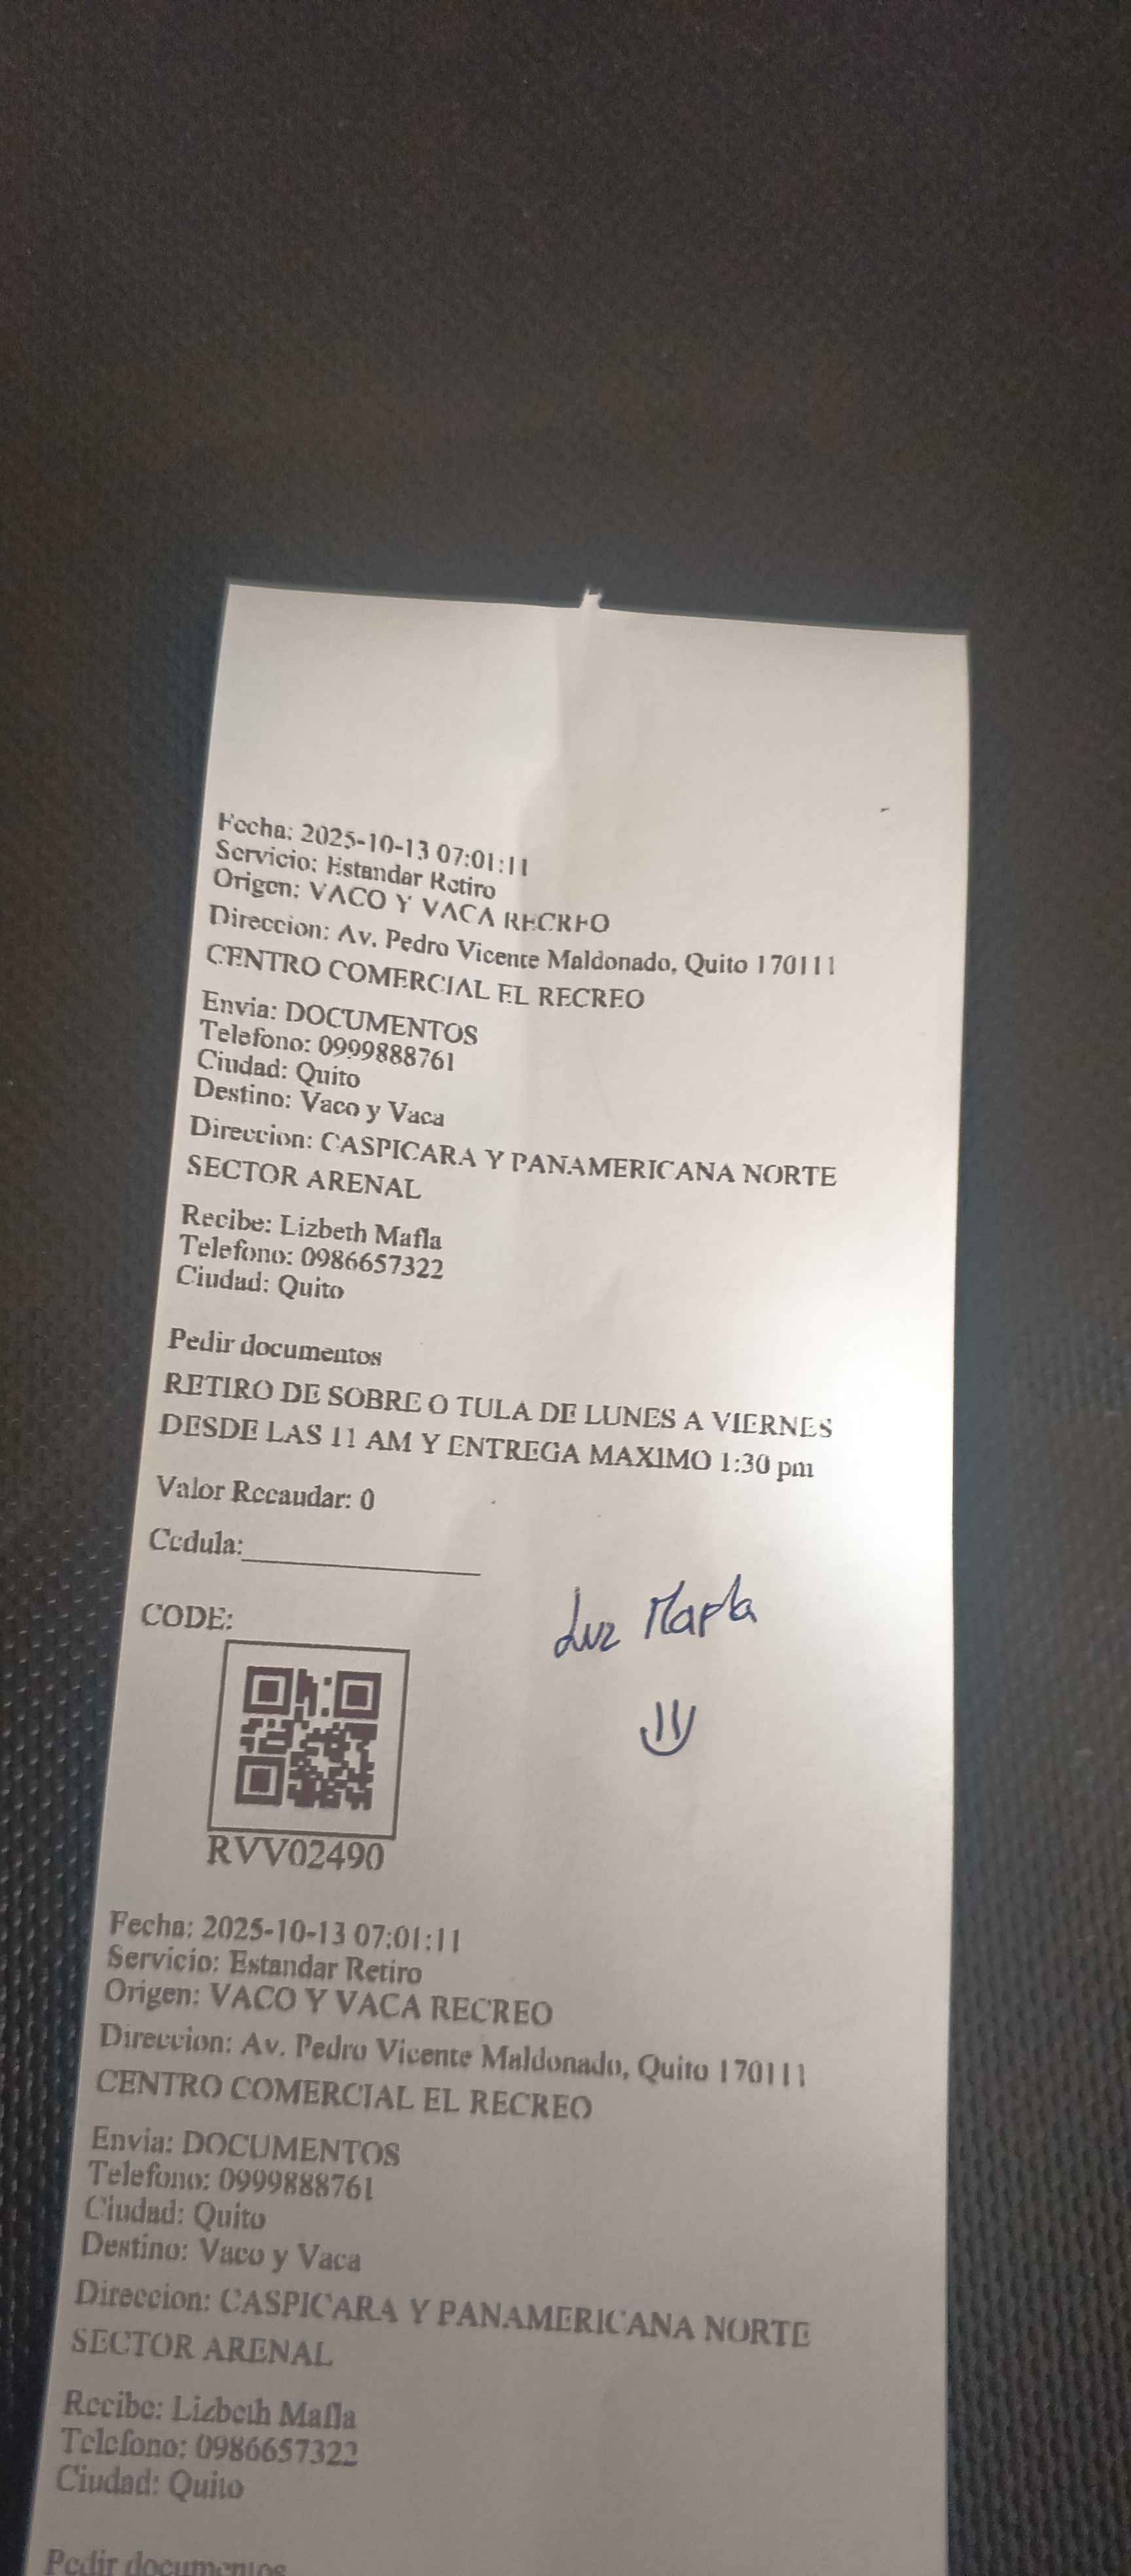 Fecha: 2025-10-13 07:01:11
Servicio: Estandar Retiro
Origen: VACO Y VACA RECREO
Direccion: Av. Pedro Vicente Maldonado, Quito 170111
CENTRO COMERCIAL EL RECREO
Envia: DOCUMENTOS
Telefono: 0999888761
Ciudad: Quito
Destino: Vaco y Vaca
Direccion: CASPICARA Y PANAMERICANA NORTE
SECTOR ARENAL
Recibe: Lizbeth Mafla
Telefono: 0986657322
Ciudad: Quito
Pedir documentos
RETIRO DE SOBRE O TULA DE LUNES A VIERNES
DESDE LAS 11 AM Y ENTREGA MAXIMO 1:30 pm
Valor Recaudar: 0
Cedula:
Luz Mafla
CODE:
RVV02490
Fecha: 2025-10-13 07:01:11
Servicio: Estandar Retiro
Origen: VACO Y VACA RECREO
Direccion: Av. Pedro Vicente Maldonado, Quito 170111
CENTRO COMERCIAL EL RECREO
Envia: DOCUMENTOS
Telefono: 0999888761
Ciudad: Quito
Destino: Vaco y Vaca
Direccion: CASPICARA Y PANAMERICANA NORTE
SECTOR ARENAL
Recibe: Lizbeth Mafla
Telefono: 0986657322
Ciudad: Quito
Pedir documentos